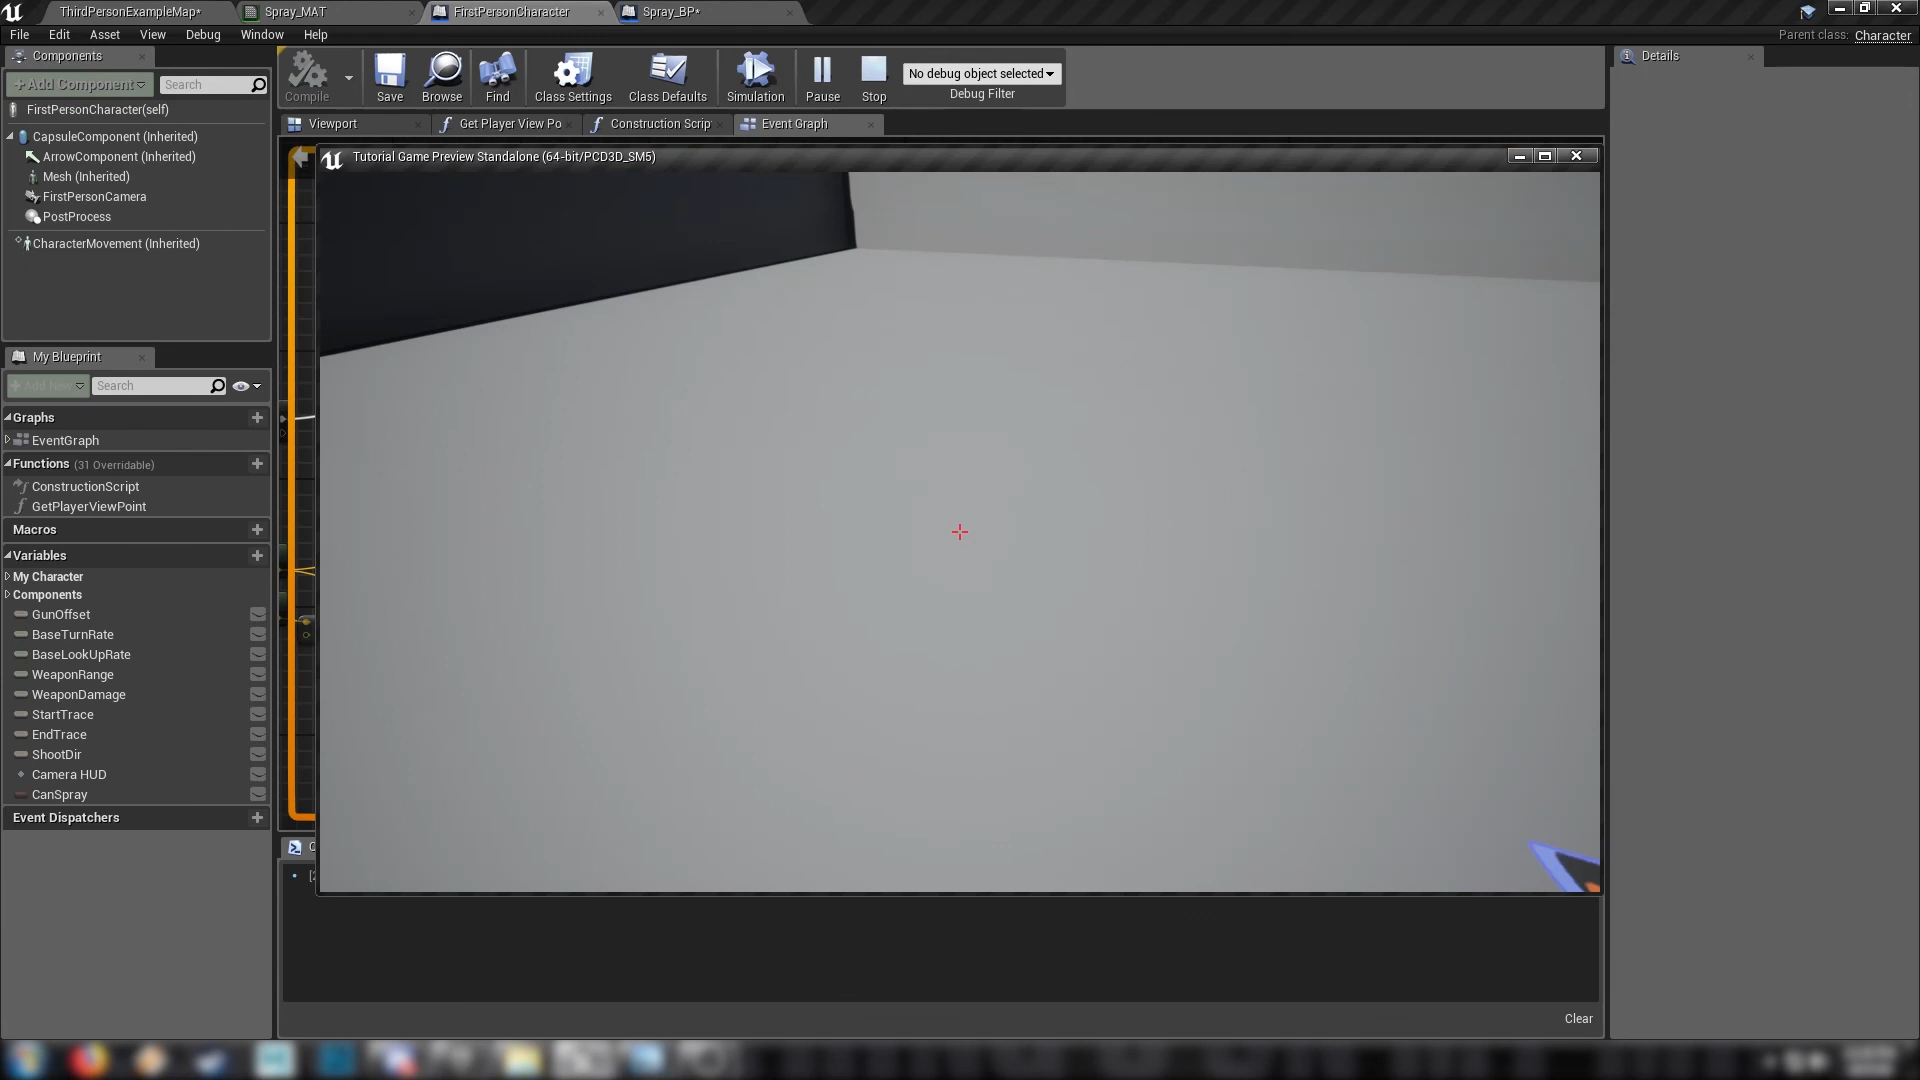 ThirdPersonExampleMap*
Spray_MAT
FirstPersonCharacter
Spray_BP*
File Edit Asset View Debug Window Help
Parent class: Character
Components
+Add Component
Search
FirstPersonCharacter(self)
CapsuleComponent (Inherited)
ArrowComponent (Inherited)
Mesh (Inherited)
FirstPersonCamera
PostProcess
CharacterMovement (Inherited)
Compile
Save
Browse
Find
Class Settings
Class Defaults
Simulation
Pause
Stop
No debug object selected
Debug Filter
Details
Viewport
Get Player View Po
Construction Scrip
Event Graph
Tutorial Game Preview Standalone (64-bit/PCD3D_SM5)
My Blueprint
+ Add New
Search
Graphs
EventGraph
Functions (31 Overridable)
ConstructionScript
GetPlayerViewPoint
Macros
Variables
My Character
Components
GunOffset
BaseTurnRate
BaseLookUpRate
WeaponRange
WeaponDamage
StartTrace
EndTrace
ShootDir
Camera HUD
CanSpray
Event Dispatchers
Clear